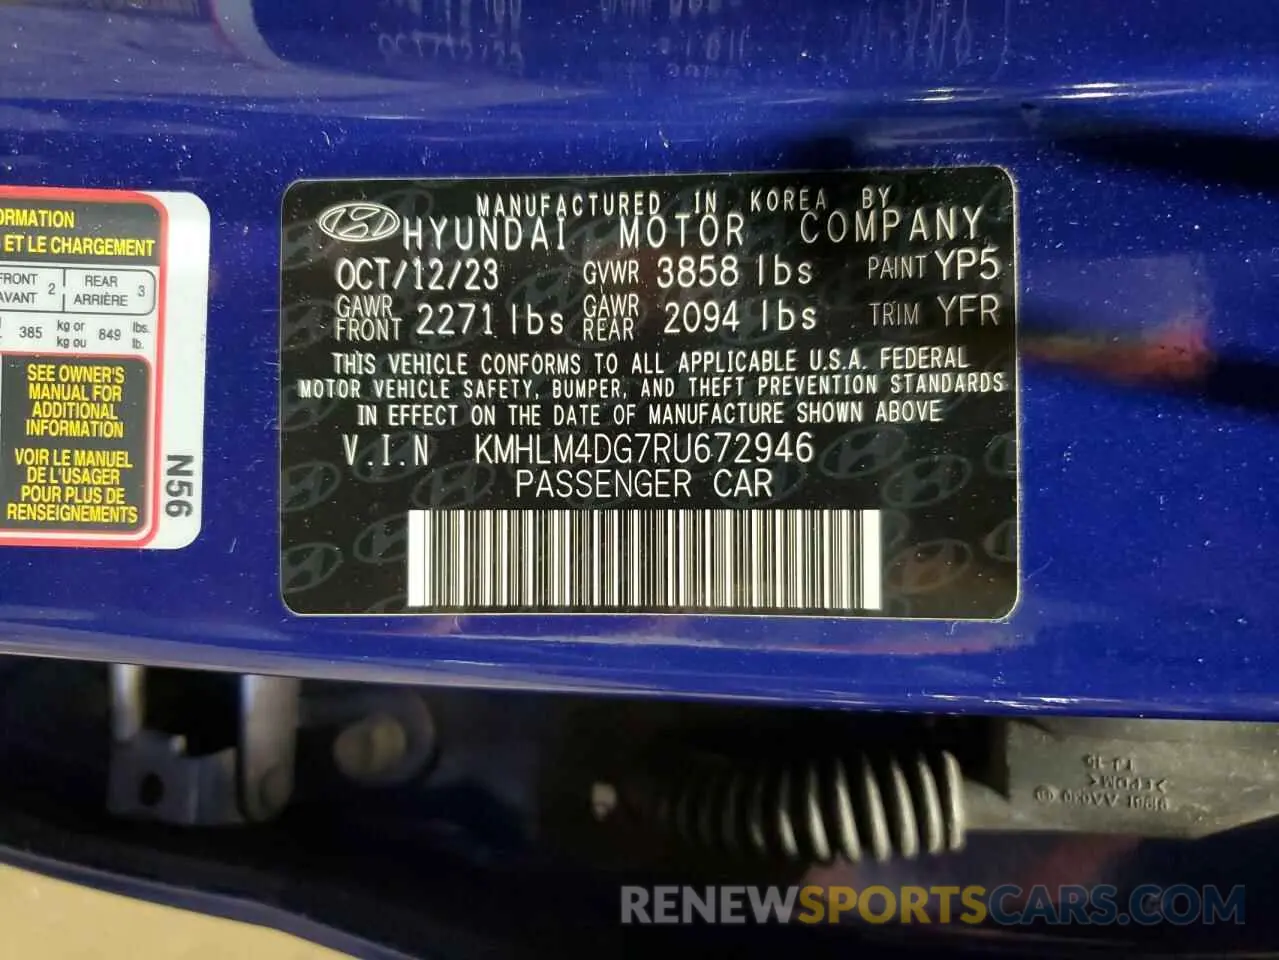 ORMATION
ET LE CHARGEMENT
FRONT 2 REAR 3
AVANT ARRIÈRE
385 kg or 849 lbs.
kg ou lb.
SEE OWNER'S
MANUAL FOR
ADDITIONAL
INFORMATION
VOIR LE MANUEL
DE L'USAGER
POUR PLUS DE
RENSEIGNEMENTS
N56
MANUFACTURED IN KOREA BY
HYUNDAI MOTOR COMPANY
OCT/12/23 GVWR 3858 lbs PAINT YP5
GAWR FRONT 2271 lbs GAWR REAR 2094 lbs TRIM YFR
THIS VEHICLE CONFORMS TO ALL APPLICABLE U.S.A. FEDERAL
MOTOR VEHICLE SAFETY, BUMPER, AND THEFT PREVENTION STANDARDS
IN EFFECT ON THE DATE OF MANUFACTURE SHOWN ABOVE
V.I.N KMHLM4DG7RU672946
PASSENGER CAR
>EPDM<
RENEWSPORTSCARS.COM